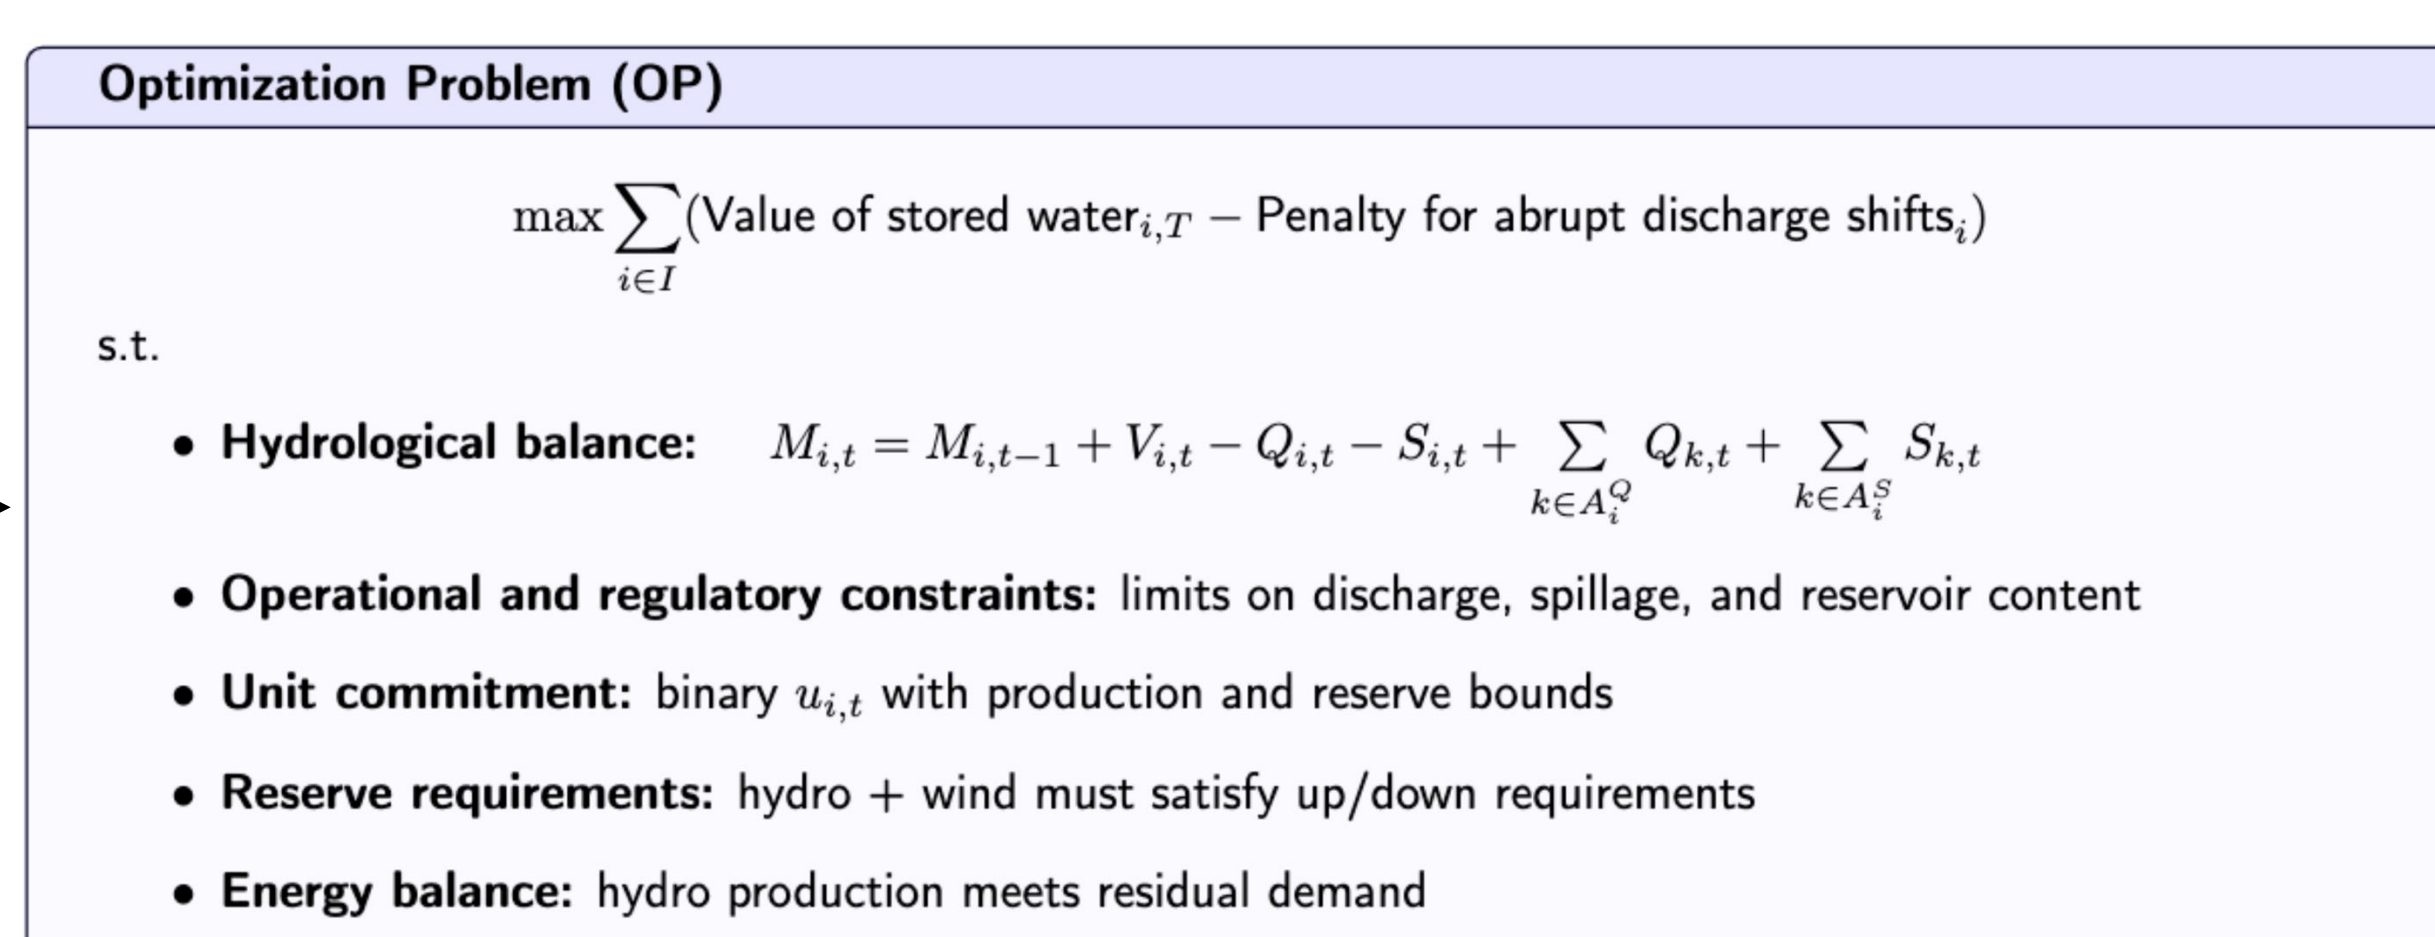 Optimization Problem (OP)
max ∑_{i∈I} (Value of stored water_{i,T} − Penalty for abrupt discharge shifts_i)
s.t.
• Hydrological balance: M_{i,t} = M_{i,t−1} + V_{i,t} − Q_{i,t} − S_{i,t} + ∑_{k∈A_i^Q} Q_{k,t} + ∑_{k∈A_i^S} S_{k,t}
• Operational and regulatory constraints: limits on discharge, spillage, and reservoir content
• Unit commitment: binary u_{i,t} with production and reserve bounds
• Reserve requirements: hydro + wind must satisfy up/down requirements
• Energy balance: hydro production meets residual demand